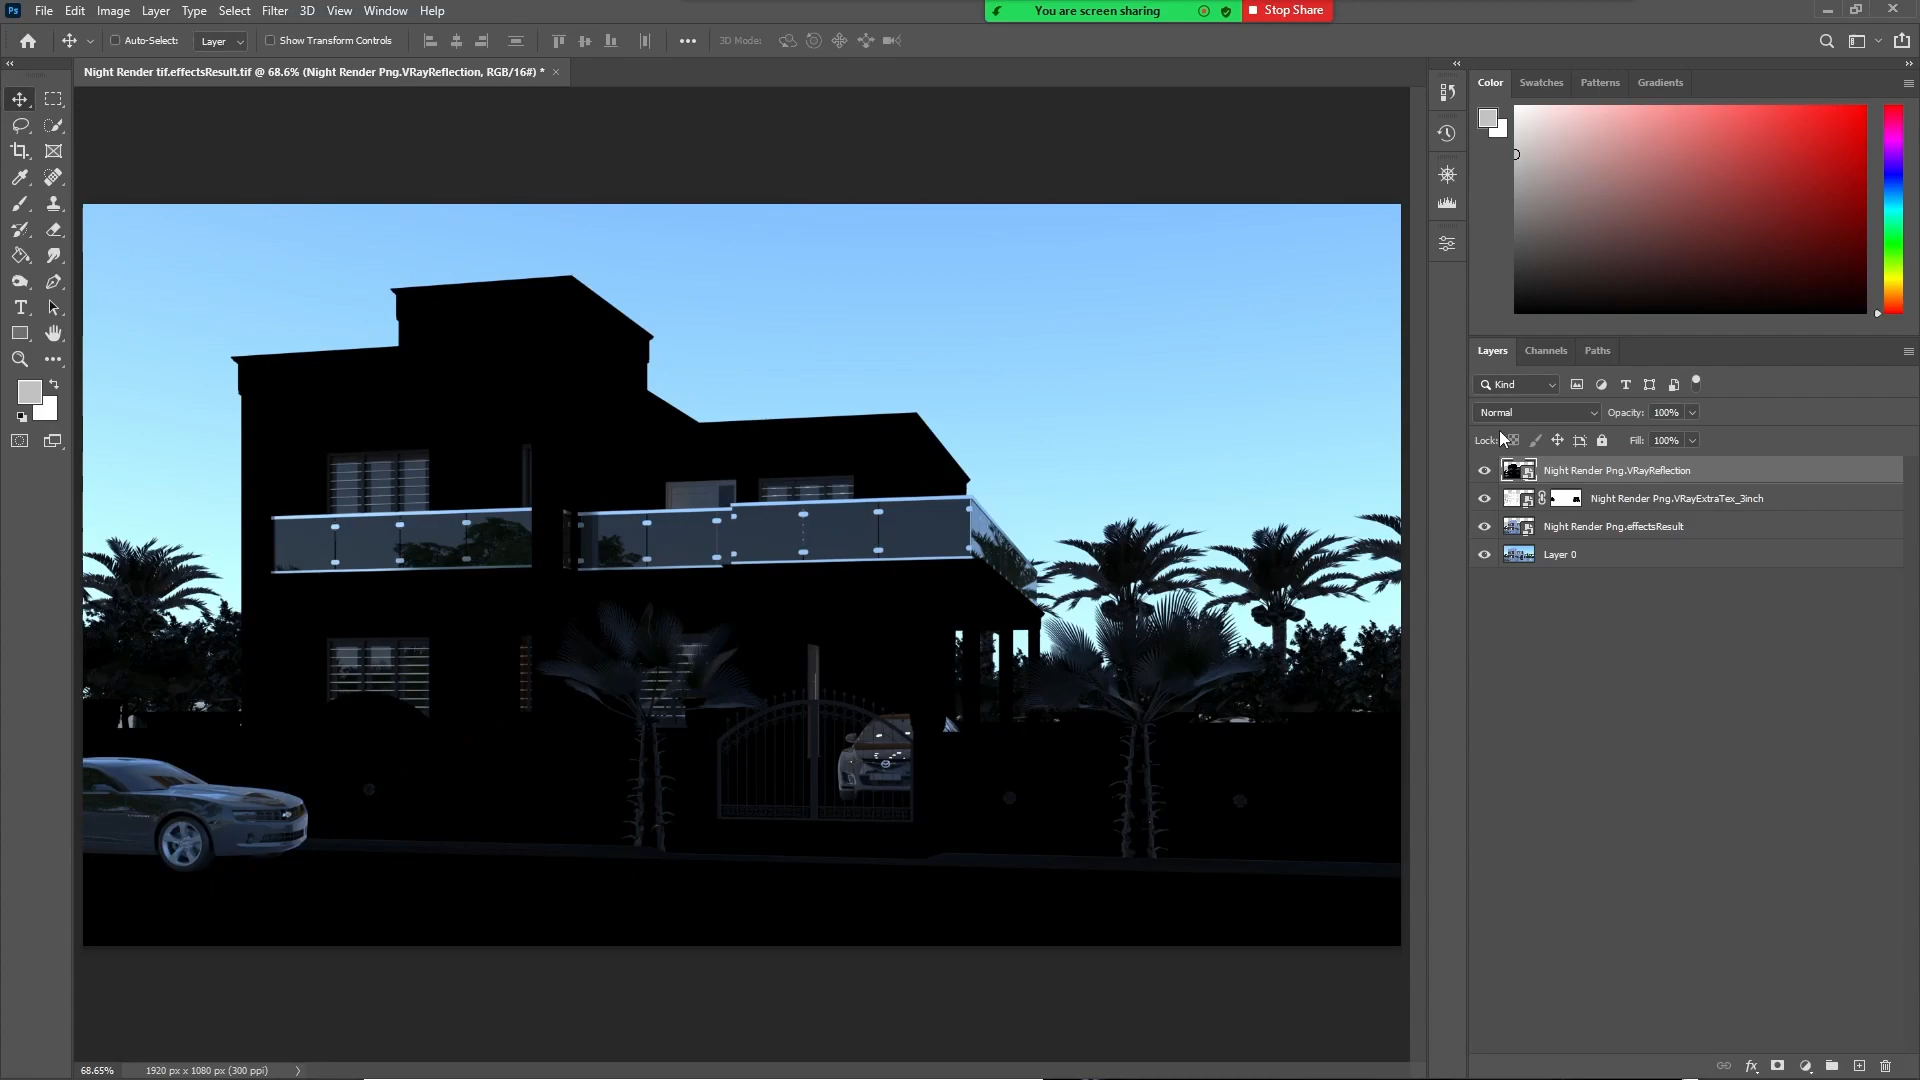 Ps File Edit Image Layer Type Select Filter 3D View Window Help
You are screen sharing Stop Share
Auto-Select: Layer Show Transform Controls 3D Mode:
Night Render tif.effectsResult.tif @ 68.6% (Night Render Png.VRayReflection, RGB/16#) *
Color Swatches Patterns Gradients
Layers Channels Paths
Kind
Normal Opacity: 100%
Lock: Fill: 100%
Night Render Png.VRayReflection
Night Render Png.VRayExtraTex_3inch
Night Render Png.effectsResult
Layer 0
68.65% 1920 px x 1080 px (300 ppi)